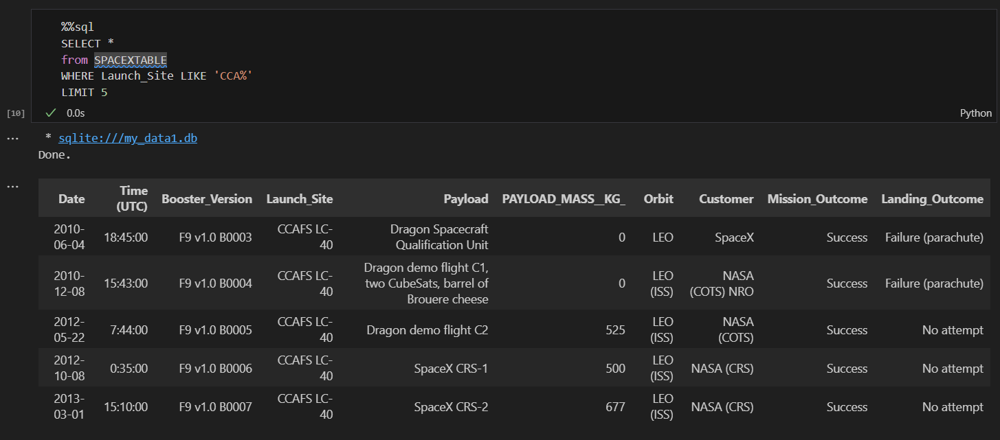 %%sql
SELECT *
from SPACEXTABLE
WHERE Launch_Site LIKE 'CCA%'
LIMIT 5
[10]
0.0s
Python
* sqlite:///my_data1.db
Done.
Date Time (UTC) Booster_Version Launch_Site Payload PAYLOAD_MASS__KG_ Orbit Customer Mission_Outcome Landing_Outcome
2010-06-04 18:45:00 F9 v1.0 B0003 CCAFS LC-40 Dragon Spacecraft Qualification Unit 0 LEO SpaceX Success Failure (parachute)
2010-12-08 15:43:00 F9 v1.0 B0004 CCAFS LC-40 Dragon demo flight C1, two CubeSats, barrel of Brouere cheese 0 LEO (ISS) NASA (COTS) NRO Success Failure (parachute)
2012-05-22 7:44:00 F9 v1.0 B0005 CCAFS LC-40 Dragon demo flight C2 525 LEO (ISS) NASA (COTS) Success No attempt
2012-10-08 0:35:00 F9 v1.0 B0006 CCAFS LC-40 SpaceX CRS-1 500 LEO (ISS) NASA (CRS) Success No attempt
2013-03-01 15:10:00 F9 v1.0 B0007 CCAFS LC-40 SpaceX CRS-2 677 LEO (ISS) NASA (CRS) Success No attempt